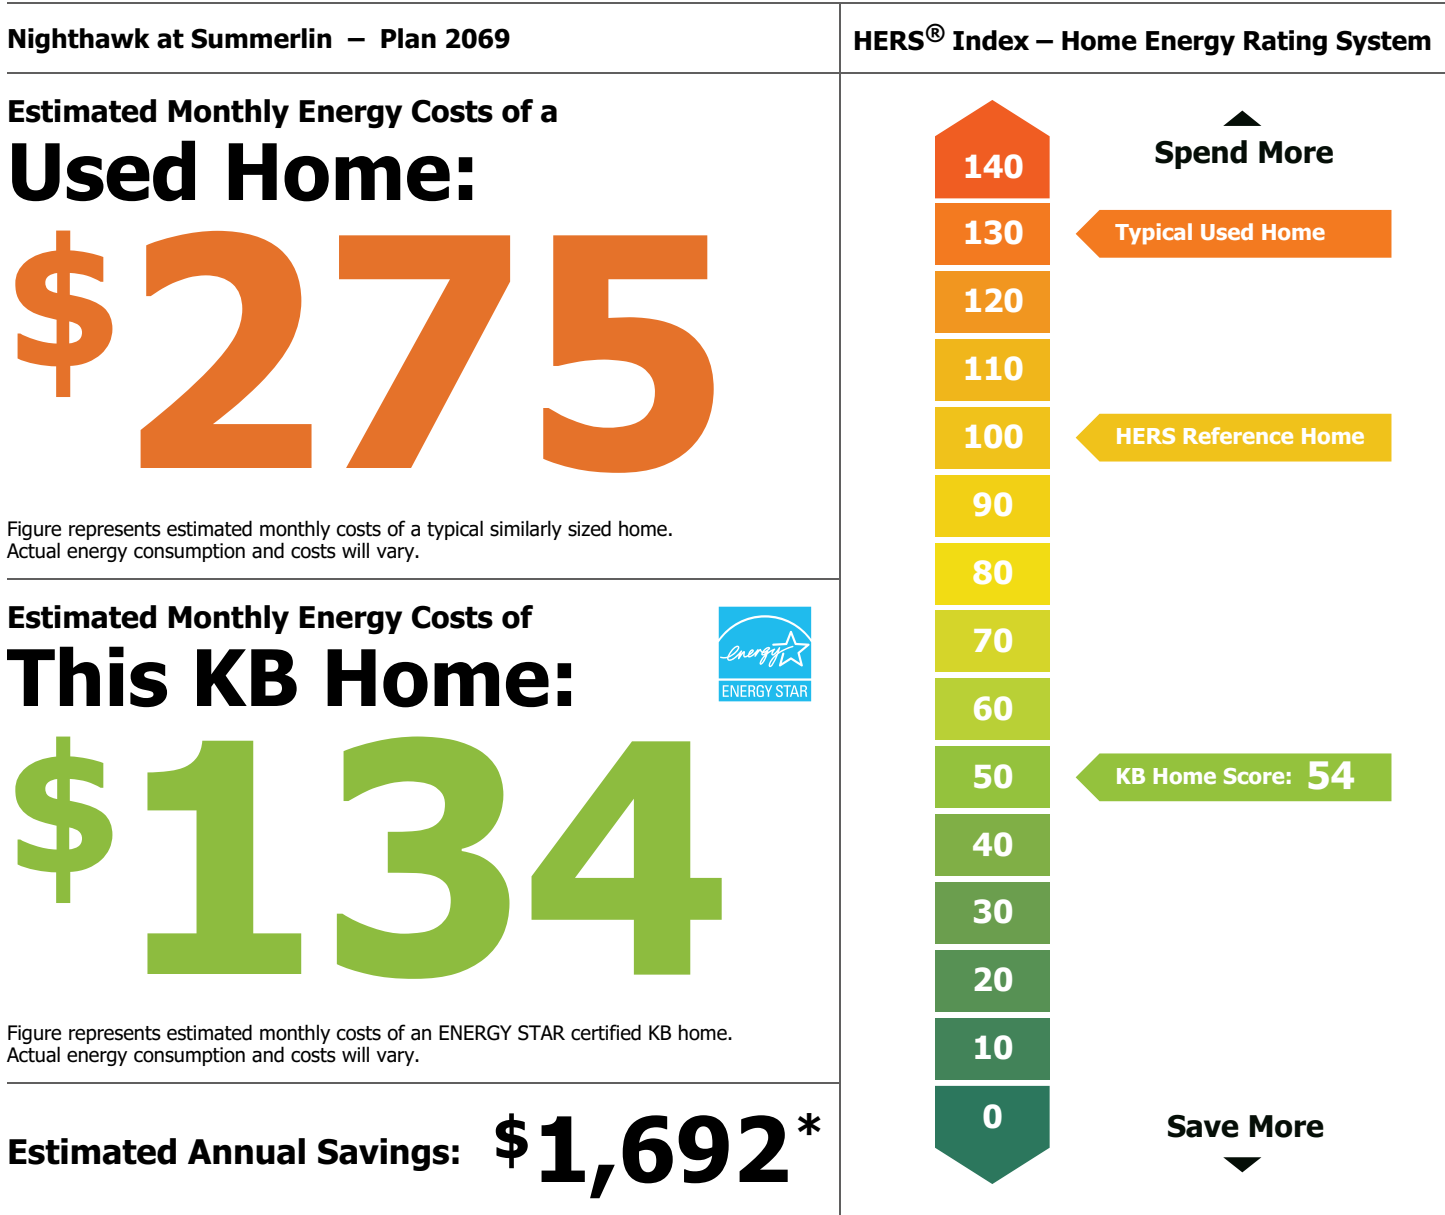 Nighthawk at Summerlin – Plan 2069
Estimated Monthly Energy Costs of a
Used Home:
$275
Figure represents estimated monthly costs of a typical similarly sized home.
Actual energy consumption and costs will vary.
Estimated Monthly Energy Costs of
This KB Home:
energy
ENERGY STAR
$134
Figure represents estimated monthly costs of an ENERGY STAR certified KB home.
Actual energy consumption and costs will vary.
Estimated Annual Savings: $1,692*
HERS® Index – Home Energy Rating System
Spend More
140
130 Typical Used Home
120
110
100 HERS Reference Home
90
80
70
60
50 KB Home Score: 54
40
30
20
10
0
Save More